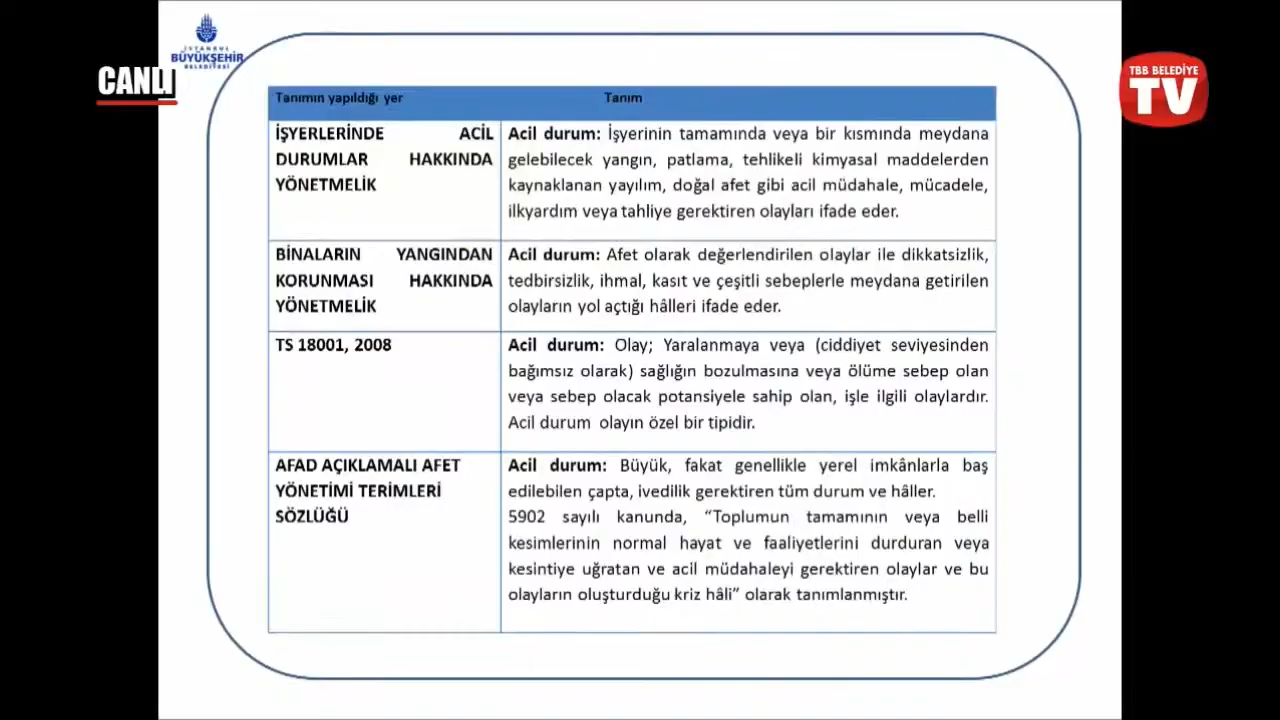 İSTANBUL
BÜYÜKŞEHİR
BELEDİYESİ
CANLI
TBB BELEDİYE
TV
Tanımın yapıldığı yer Tanım
İŞYERLERİNDE ACİL
DURUMLAR HAKKINDA
YÖNETMELİK
Acil durum: İşyerinin tamamında veya bir kısmında meydana
gelebilecek yangın, patlama, tehlikeli kimyasal maddelerden
kaynaklanan yayılım, doğal afet gibi acil müdahale, mücadele,
ilkyardım veya tahliye gerektiren olayları ifade eder.
BİNALARIN YANGINDAN
KORUNMASI HAKKINDA
YÖNETMELİK
Acil durum: Afet olarak değerlendirilen olaylar ile dikkatsizlik,
tedbirsizlik, ihmal, kasıt ve çeşitli sebeplerle meydana getirilen
olayların yol açtığı hâlleri ifade eder.
TS 18001, 2008
Acil durum: Olay; Yaralanmaya veya (ciddiyet seviyesinden
bağımsız olarak) sağlığın bozulmasına veya ölüme sebep olan
veya sebep olacak potansiyele sahip olan, işle ilgili olaylardır.
Acil durum olayın özel bir tipidir.
AFAD AÇIKLAMALI AFET
YÖNETİMİ TERİMLERİ
SÖZLÜĞÜ
Acil durum: Büyük, fakat genellikle yerel imkânlarla baş
edilebilen çapta, ivedilik gerektiren tüm durum ve hâller.
5902 sayılı kanunda, “Toplumun tamamının veya belli
kesimlerinin normal hayat ve faaliyetlerini durduran veya
kesintiye uğratan ve acil müdahaleyi gerektiren olaylar ve bu
olayların oluşturduğu kriz hâli” olarak tanımlanmıştır.